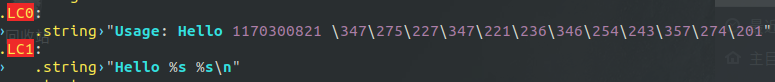 .LC0:
.string›"Usage: Hello 1170300821 \347\275\227\347\221\236\346\254\243\357\274\201"
.LC1:
.string›"Hello %s %s\n"